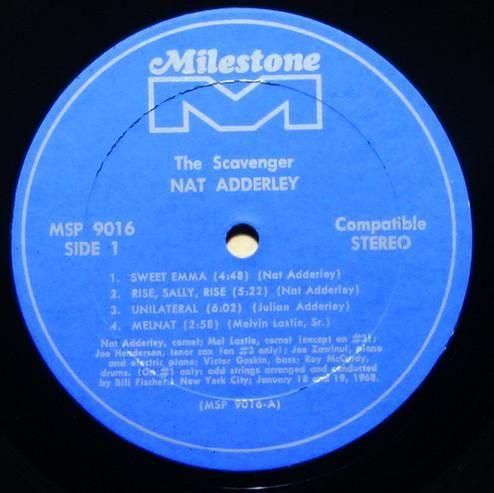 Milestone
M
The Scavenger
NAT ADDERLEY
MSP 9016
SIDE 1
Compatible
STEREO
1. SWEET EMMA (4:48) (Nat Adderley)
2. RISE, SALLY, RISE (5:22) (Nat Adderley)
3. UNILATERAL (6:02) (Julian Adderley)
4. MELNAT (2:58) (Melvin Lastie, Sr.)
Nat Adderley, cornet; Mel Lastie, cornet (except on #3);
Joe Henderson, tenor sax (on #3 only); Joe Zawinul, piano
and electric piano; Victor Gaskin, bass; Roy McCurdy,
drums. (On #1 only: add strings arranged and conducted
by Bill Fischer) New York City; January 18 and 19, 1968.
(MSP 9016-A)